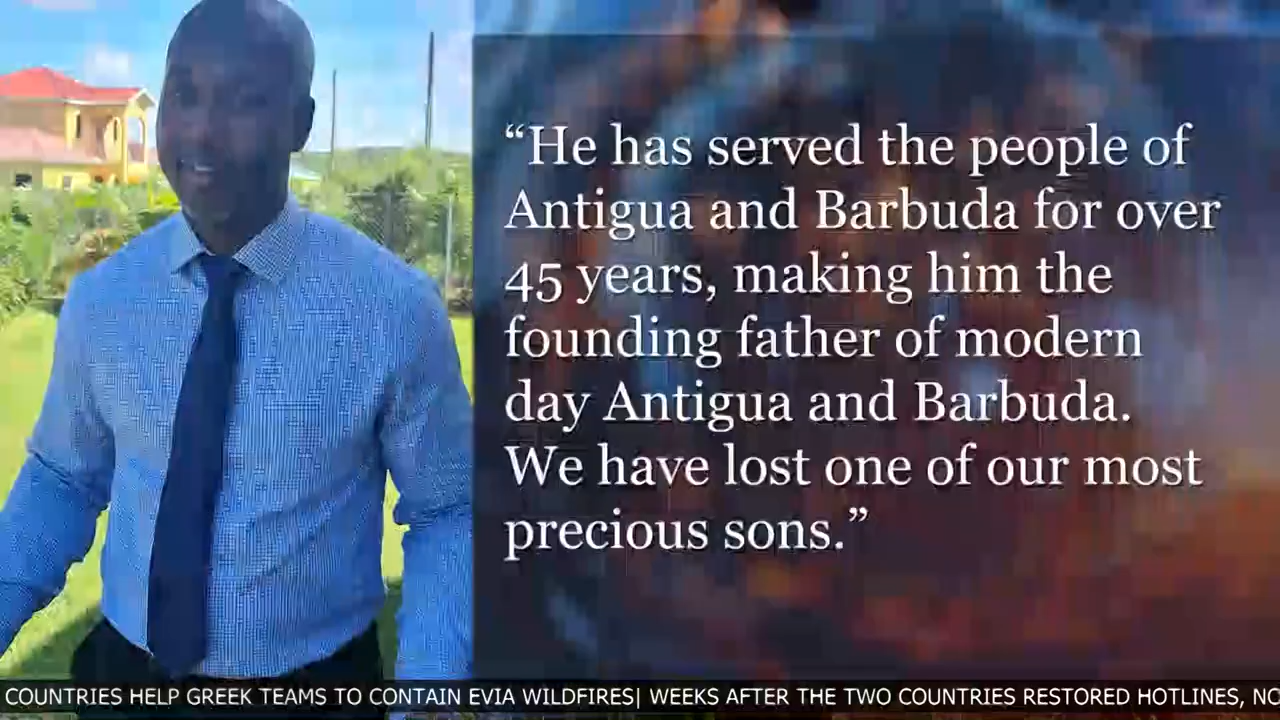 “He has served the people of
Antigua and Barbuda for over
45 years, making him the
founding father of modern
day Antigua and Barbuda.
We have lost one of our most
precious sons.”
COUNTRIES HELP GREEK TEAMS TO CONTAIN EVIA WILDFIRES| WEEKS AFTER THE TWO COUNTRIES RESTORED HOTLINES, NO